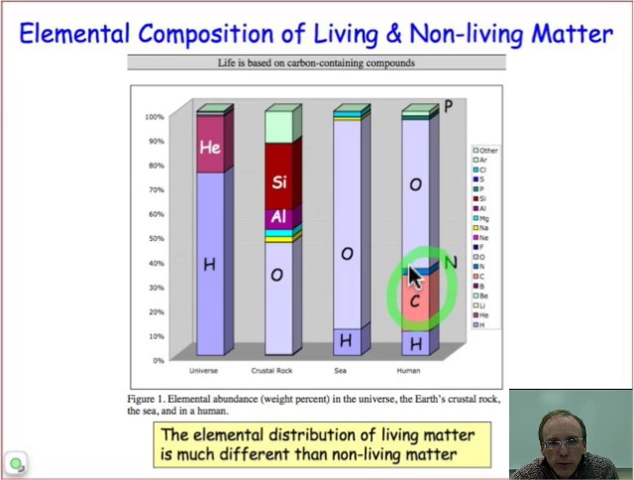 Elemental Composition of Living & Non-living Matter
Life is based on carbon-containing compounds
100%
90%
80%
70%
60%
50%
40%
30%
20%
10%
0%
He
H
Si
Al
O
O
H
P
O
N
C
H
Universe
Crustal Rock
Sea
Human
Other
Ar
Cl
S
P
Si
Al
Mg
Na
Ne
F
O
N
C
B
Be
Li
He
H
Figure 1. Elemental abundance (weight percent) in the universe, the Earth's crustal rock,
the sea, and in a human.
The elemental distribution of living matter
is much different than non-living matter